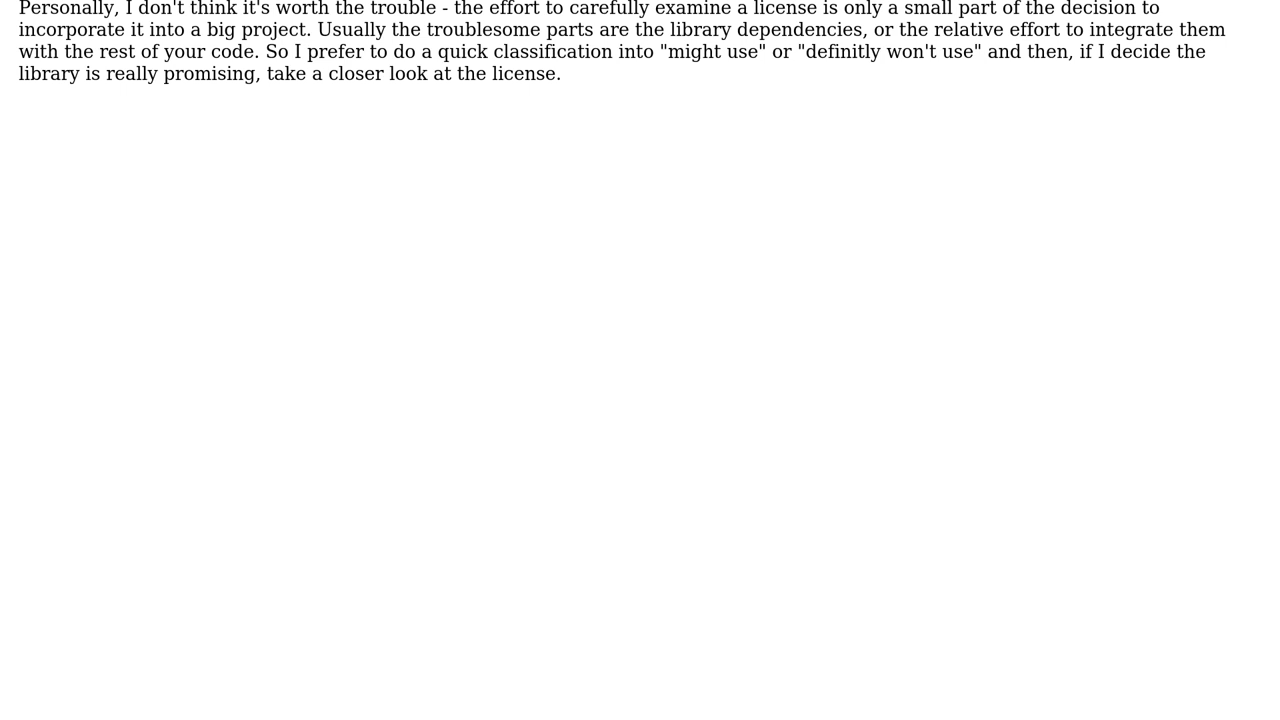 Personally, I don't think it's worth the trouble - the effort to carefully examine a license is only a small part of the decision to
incorporate it into a big project. Usually the troublesome parts are the library dependencies, or the relative effort to integrate them
with the rest of your code. So I prefer to do a quick classification into "might use" or "definitly won't use" and then, if I decide the
library is really promising, take a closer look at the license.